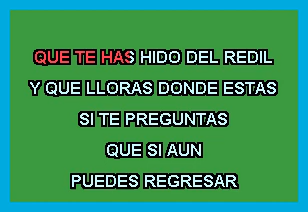 QUE TE HAS HIDO DEL REDIL
Y QUE LLORAS DONDE ESTAS
SI TE PREGUNTAS
QUE SI AUN
PUEDES REGRESAR